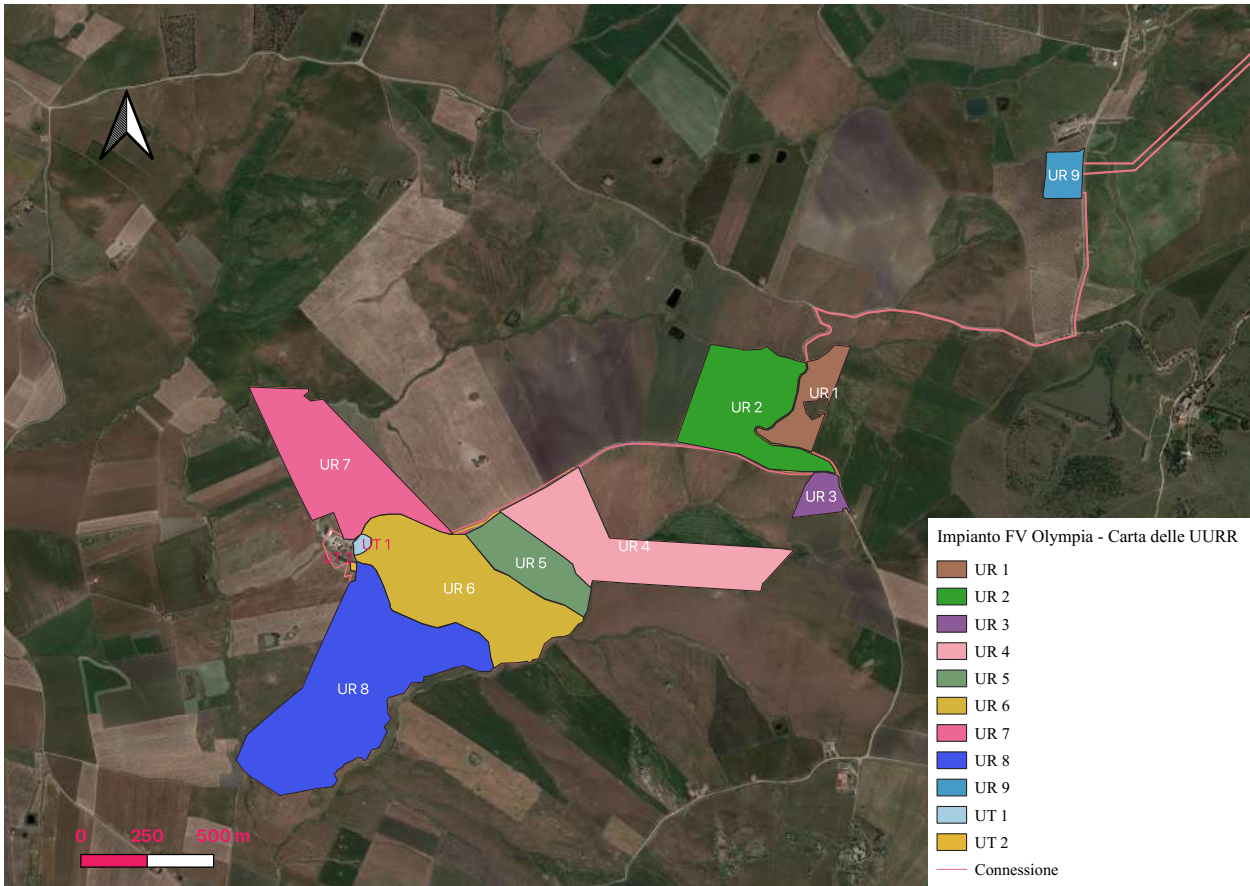 UR 9
UR 1
UR 2
UR 7
UR 3
UT 1
UR 4
UR 5
UR 6
UR 8
0 250 500 m
Impianto FV Olympia - Carta delle UURR
UR 1
UR 2
UR 3
UR 4
UR 5
UR 6
UR 7
UR 8
UR 9
UT 1
UT 2
Connessione